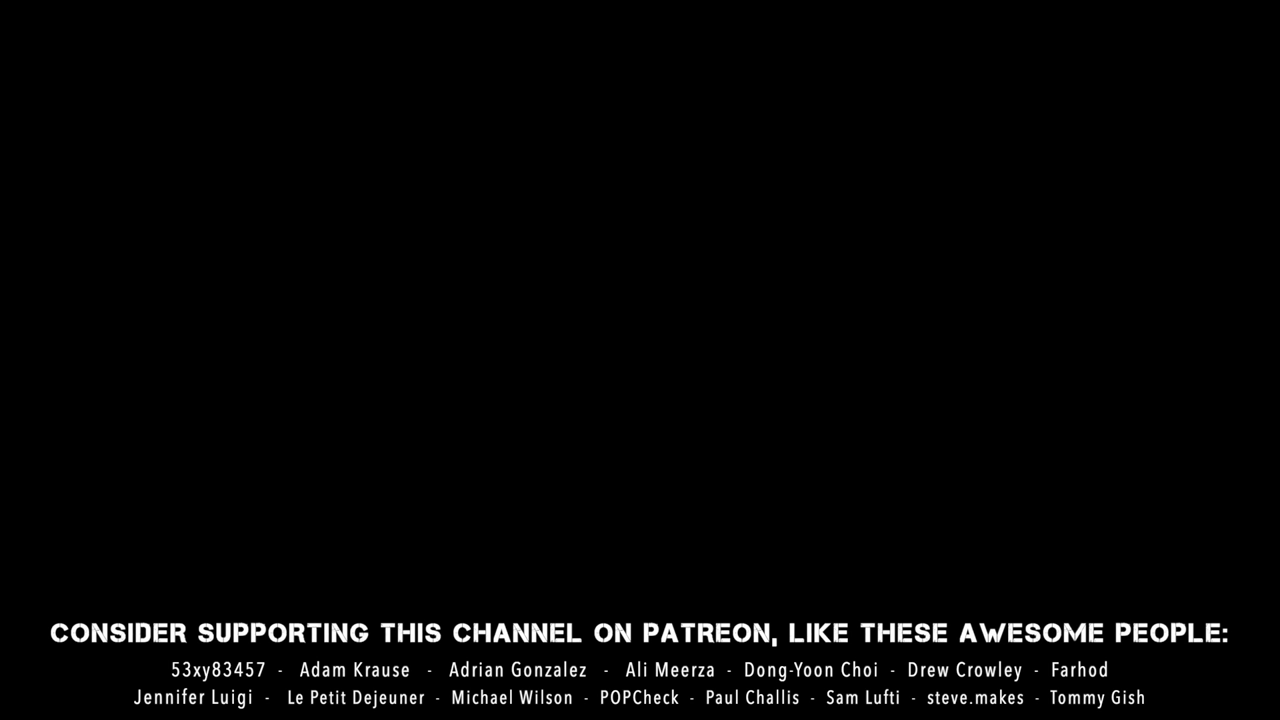 CONSIDER SUPPORTING THIS CHANNEL ON PATREON, LIKE THESE AWESOME PEOPLE:
53xy83457 - Adam Krause - Adrian Gonzalez - Ali Meerza - Dong-Yoon Choi - Drew Crowley - Farhod
Jennifer Luigi - Le Petit Dejeuner - Michael Wilson - POPCheck - Paul Challis - Sam Lufti - steve.makes - Tommy Gish